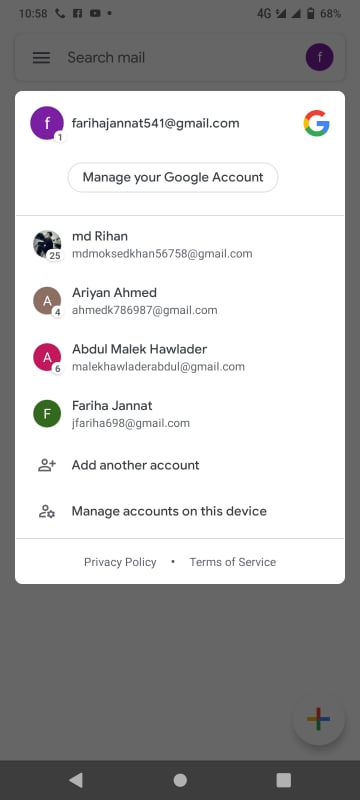 10:58
4G
68%
Search mail
f
f
1
farihajannat541@gmail.com
G
Manage your Google Account
25
md Rihan
mdmoksedkhan56758@gmail.com
A
4
Ariyan Ahmed
ahmedk786987@gmail.com
A
6
Abdul Malek Hawlader
malekhawladerabdul@gmail.com
F
Fariha Jannat
jfariha698@gmail.com
Add another account
Manage accounts on this device
Privacy Policy • Terms of Service